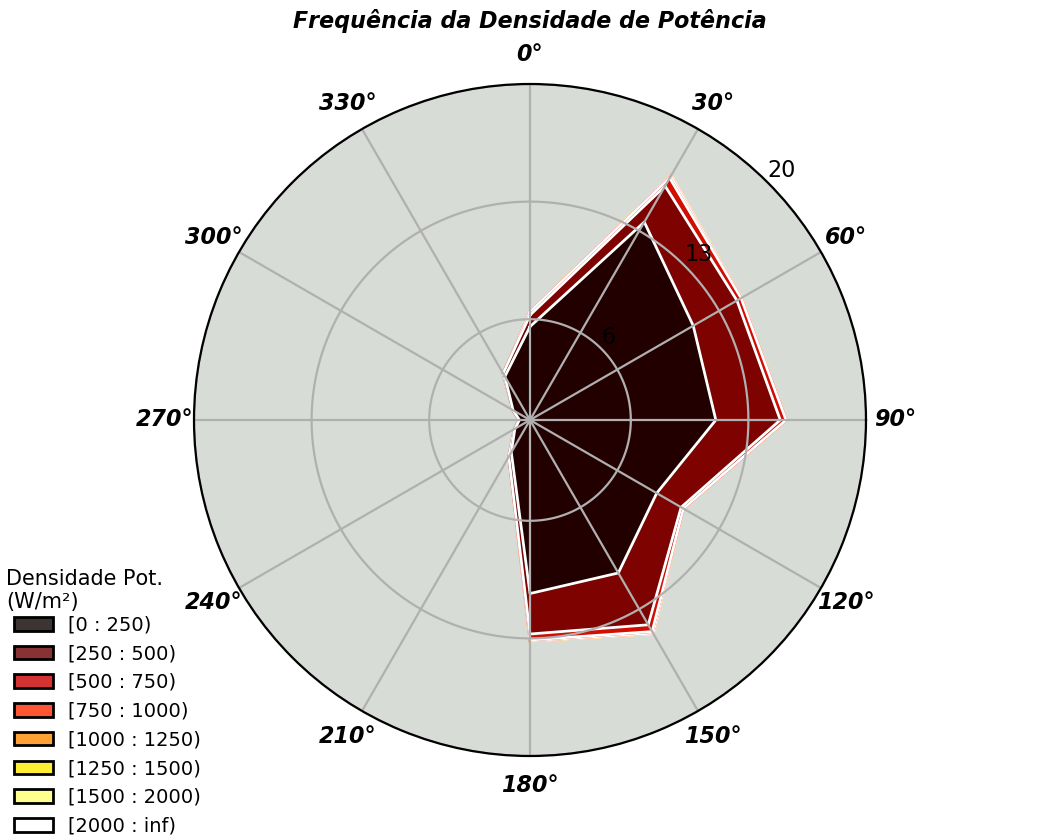 Frequência da Densidade de Potência
0°
330°
30°
20
300°
60°
13
6
270°
90°
240°
120°
210°
150°
180°
Densidade Pot.
(W/m²)
[0 : 250)
[250 : 500)
[500 : 750)
[750 : 1000)
[1000 : 1250)
[1250 : 1500)
[1500 : 2000)
[2000 : inf)